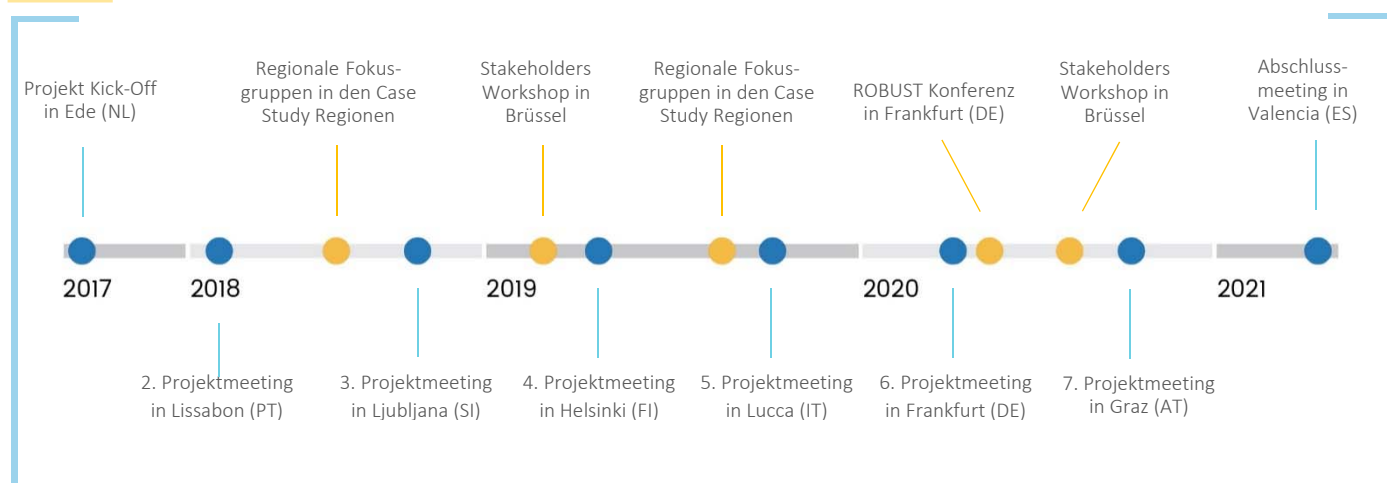 Projekt Kick-Off
in Ede (NL)
Regionale Fokus-
gruppen in den Case
Study Regionen
Stakeholders
Workshop in
Brüssel
Regionale Fokus-
gruppen in den Case
Study Regionen
ROBUST Konferenz
in Frankfurt (DE)
Stakeholders
Workshop in
Brüssel
Abschluss-
meeting in
Valencia (ES)
2017
2018
2019
2020
2021
2. Projektmeeting
in Lissabon (PT)
3. Projektmeeting
in Ljubljana (SI)
4. Projektmeeting
in Helsinki (FI)
5. Projektmeeting
in Lucca (IT)
6. Projektmeeting
in Frankfurt (DE)
7. Projektmeeting
in Graz (AT)